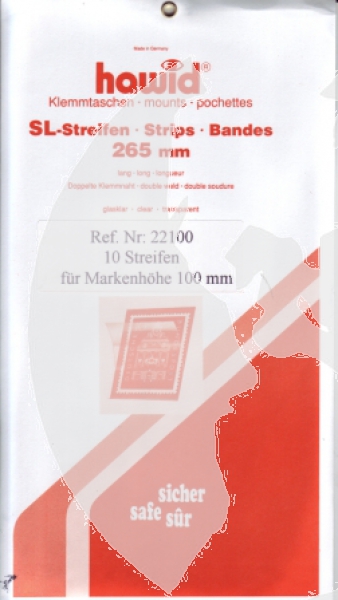 Made in Germany
hawid®
Klemmtaschen · mounts · pochettes
SL-Streifen · Strips · Bandes
265 mm
lang · long · longueur
Doppelte Klemmnaht · double weld · double soudure
glasklar · clear · transparent
Ref. Nr: 22100
10 Streifen
für Markenhöhe 100 mm
sicher
safe sûr